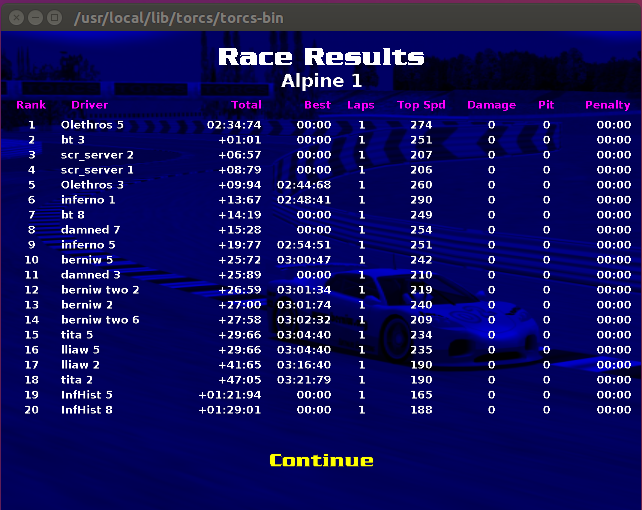 /usr/local/lib/torcs/torcs-bin
Race Results
Alpine 1
Rank Driver Total Best Laps Top Spd Damage Pit Penalty
1 Olethros 5 02:34:74 00:00 1 274 0 0 00:00
2 bt 3 +01:01 00:00 1 251 0 0 00:00
3 scr_server 2 +06:57 00:00 1 207 0 0 00:00
4 scr_server 1 +08:79 00:00 1 206 0 0 00:00
5 Olethros 3 +09:94 02:44:68 1 260 0 0 00:00
6 inferno 1 +13:67 02:48:41 1 290 0 0 00:00
7 bt 8 +14:19 00:00 1 249 0 0 00:00
8 damned 7 +15:28 00:00 1 254 0 0 00:00
9 inferno 5 +19:77 02:54:51 1 251 0 0 00:00
10 berniw 5 +25:72 03:00:47 1 242 0 0 00:00
11 damned 3 +25:89 00:00 1 210 0 0 00:00
12 berniw two 2 +26:59 03:01:34 1 219 0 0 00:00
13 berniw 2 +27:00 03:01:74 1 240 0 0 00:00
14 berniw two 6 +27:58 03:02:32 1 209 0 0 00:00
15 tita 5 +29:66 03:04:40 1 234 0 0 00:00
16 lliaw 5 +29:66 03:04:40 1 235 0 0 00:00
17 lliaw 2 +41:65 03:16:40 1 190 0 0 00:00
18 tita 2 +47:05 03:21:79 1 190 0 0 00:00
19 InfHist 5 +01:21:94 00:00 1 165 0 0 00:00
20 InfHist 8 +01:29:01 00:00 1 188 0 0 00:00
Continue